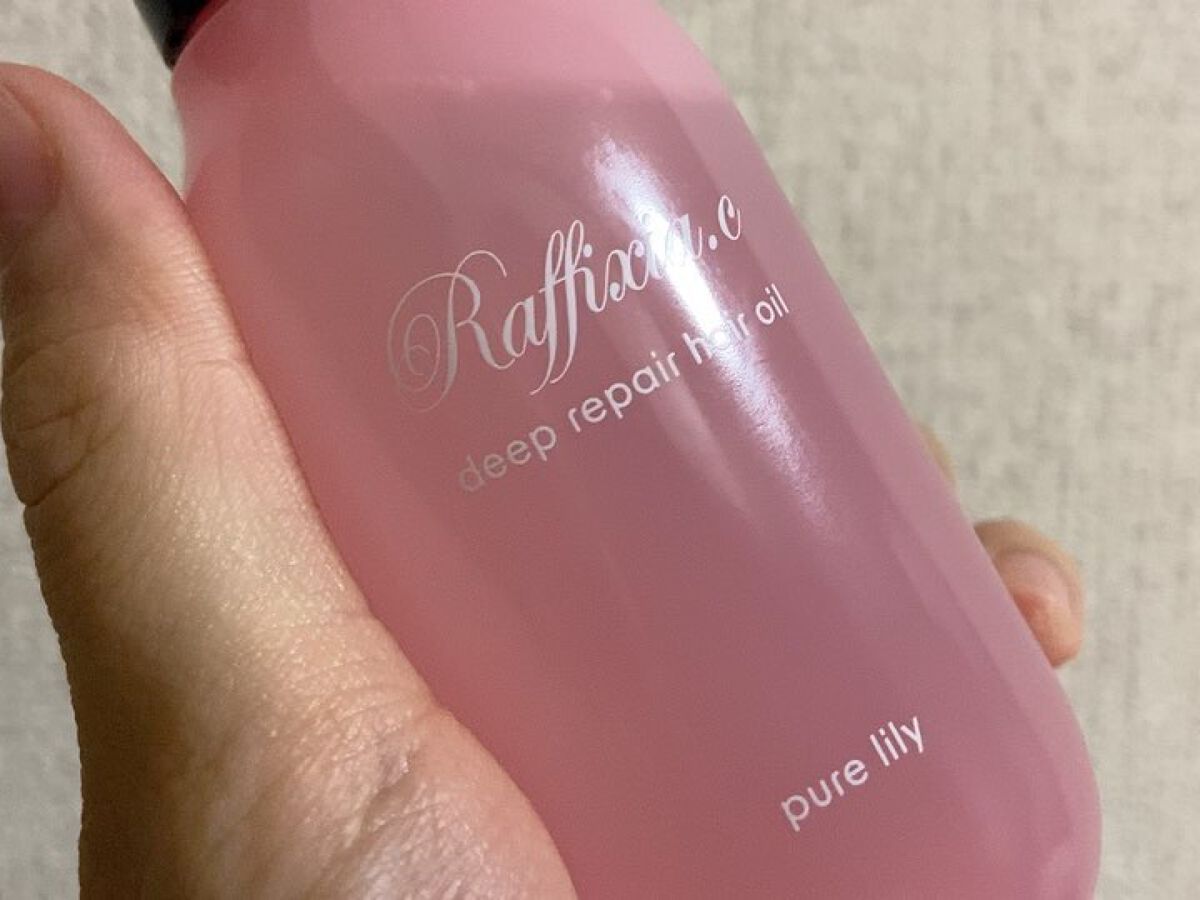 Raffixia.c
deep repair hair oil
pure lily